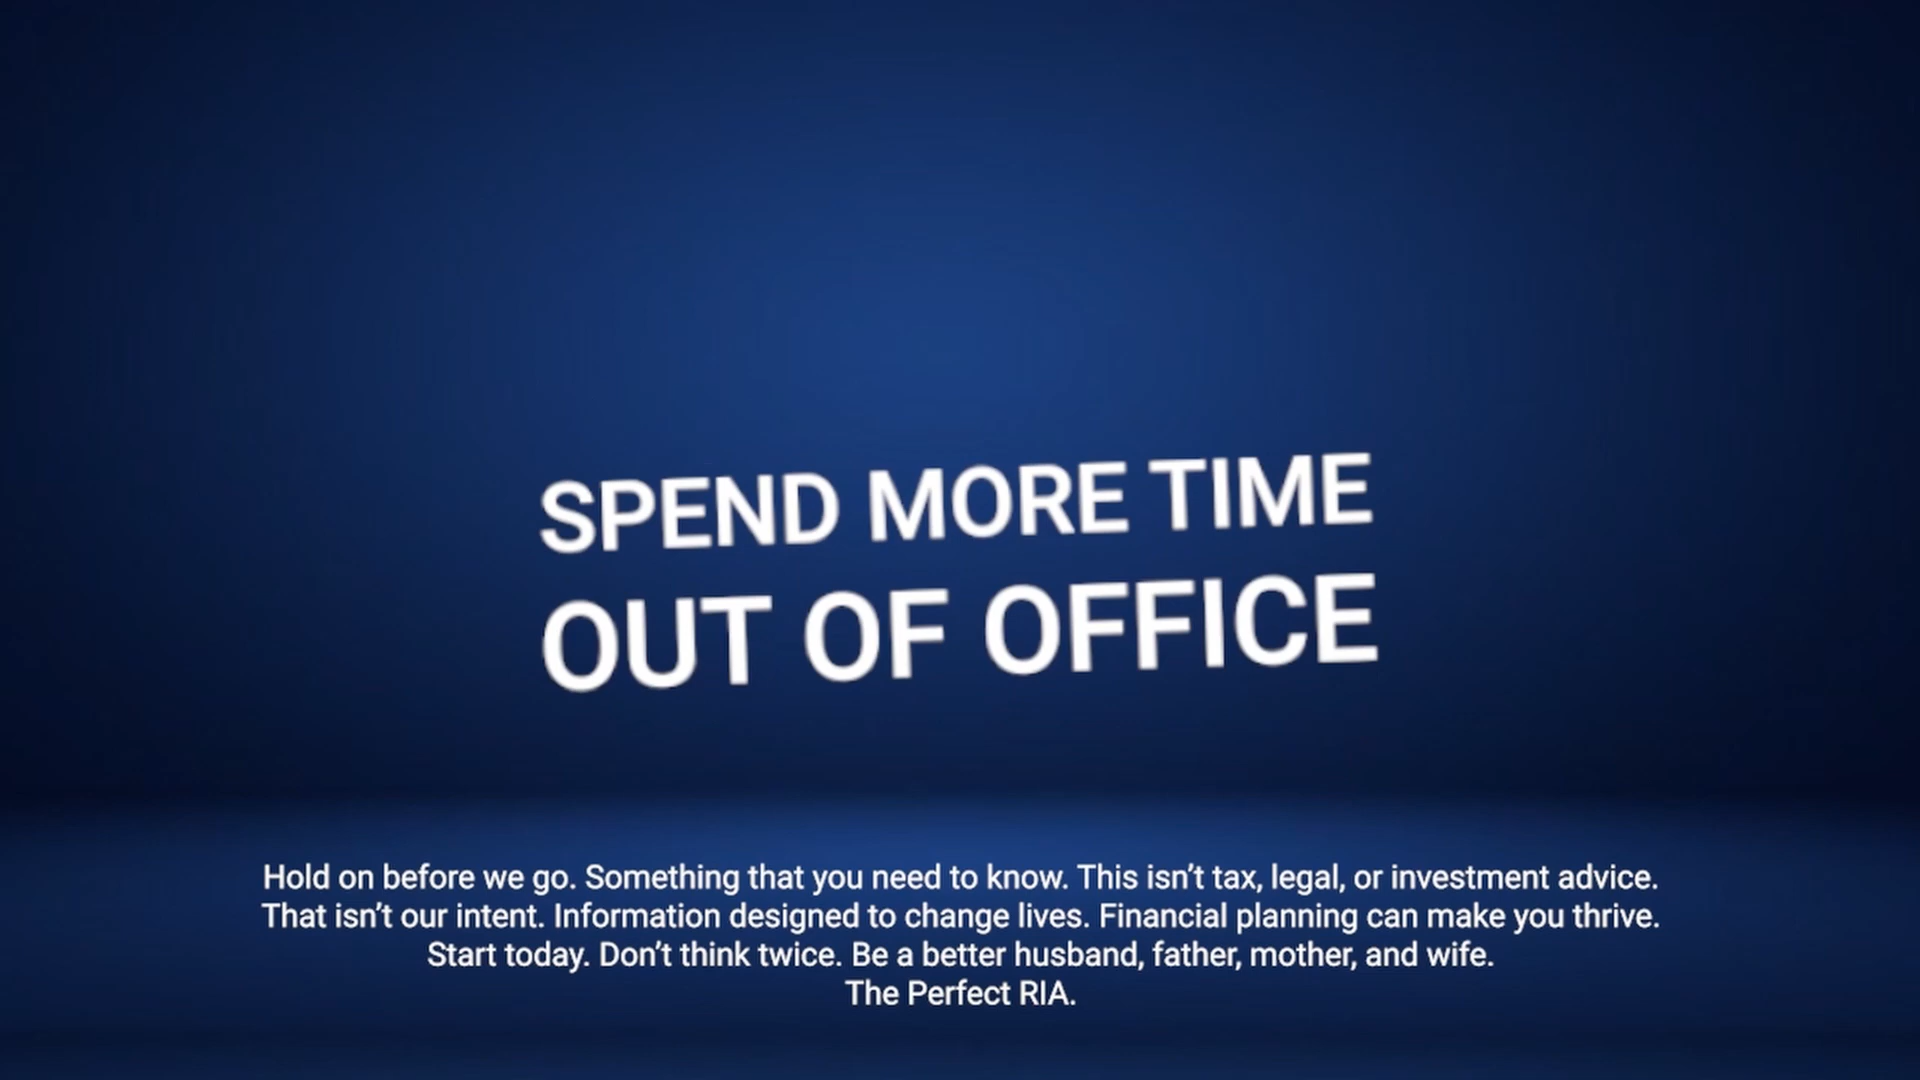 SPEND MORE TIME
OUT OF OFFICE
Hold on before we go. Something that you need to know. This isn’t tax, legal, or investment advice.
That isn’t our intent. Information designed to change lives. Financial planning can make you thrive.
Start today. Don’t think twice. Be a better husband, father, mother, and wife.
The Perfect RIA.